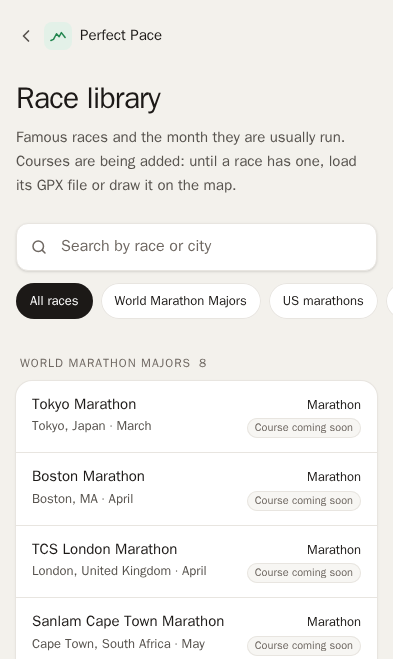 Perfect Pace
Race library
Famous races and the month they are usually run.
Courses are being added: until a race has one, load
its GPX file or draw it on the map.
Search by race or city
All races
World Marathon Majors
US marathons
WORLD MARATHON MAJORS 8
Tokyo Marathon
Marathon
Tokyo, Japan · March
Course coming soon
Boston Marathon
Marathon
Boston, MA · April
Course coming soon
TCS London Marathon
Marathon
London, United Kingdom · April
Course coming soon
Sanlam Cape Town Marathon
Marathon
Cape Town, South Africa · May
Course coming soon